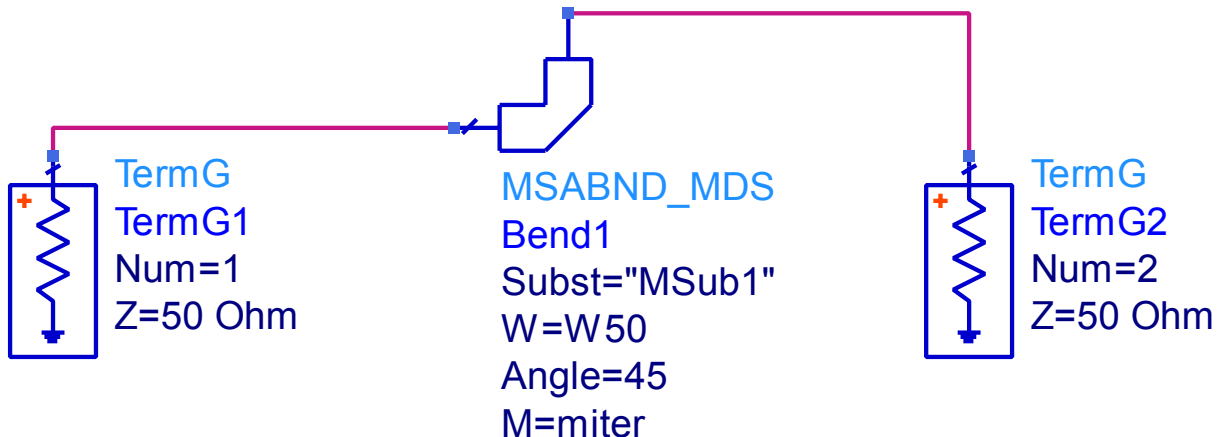 TermG
TermG1
Num=1
Z=50 Ohm
MSABND_MDS
Bend1
Subst="MSub1"
W=W50
Angle=45
M=miter
TermG
TermG2
Num=2
Z=50 Ohm